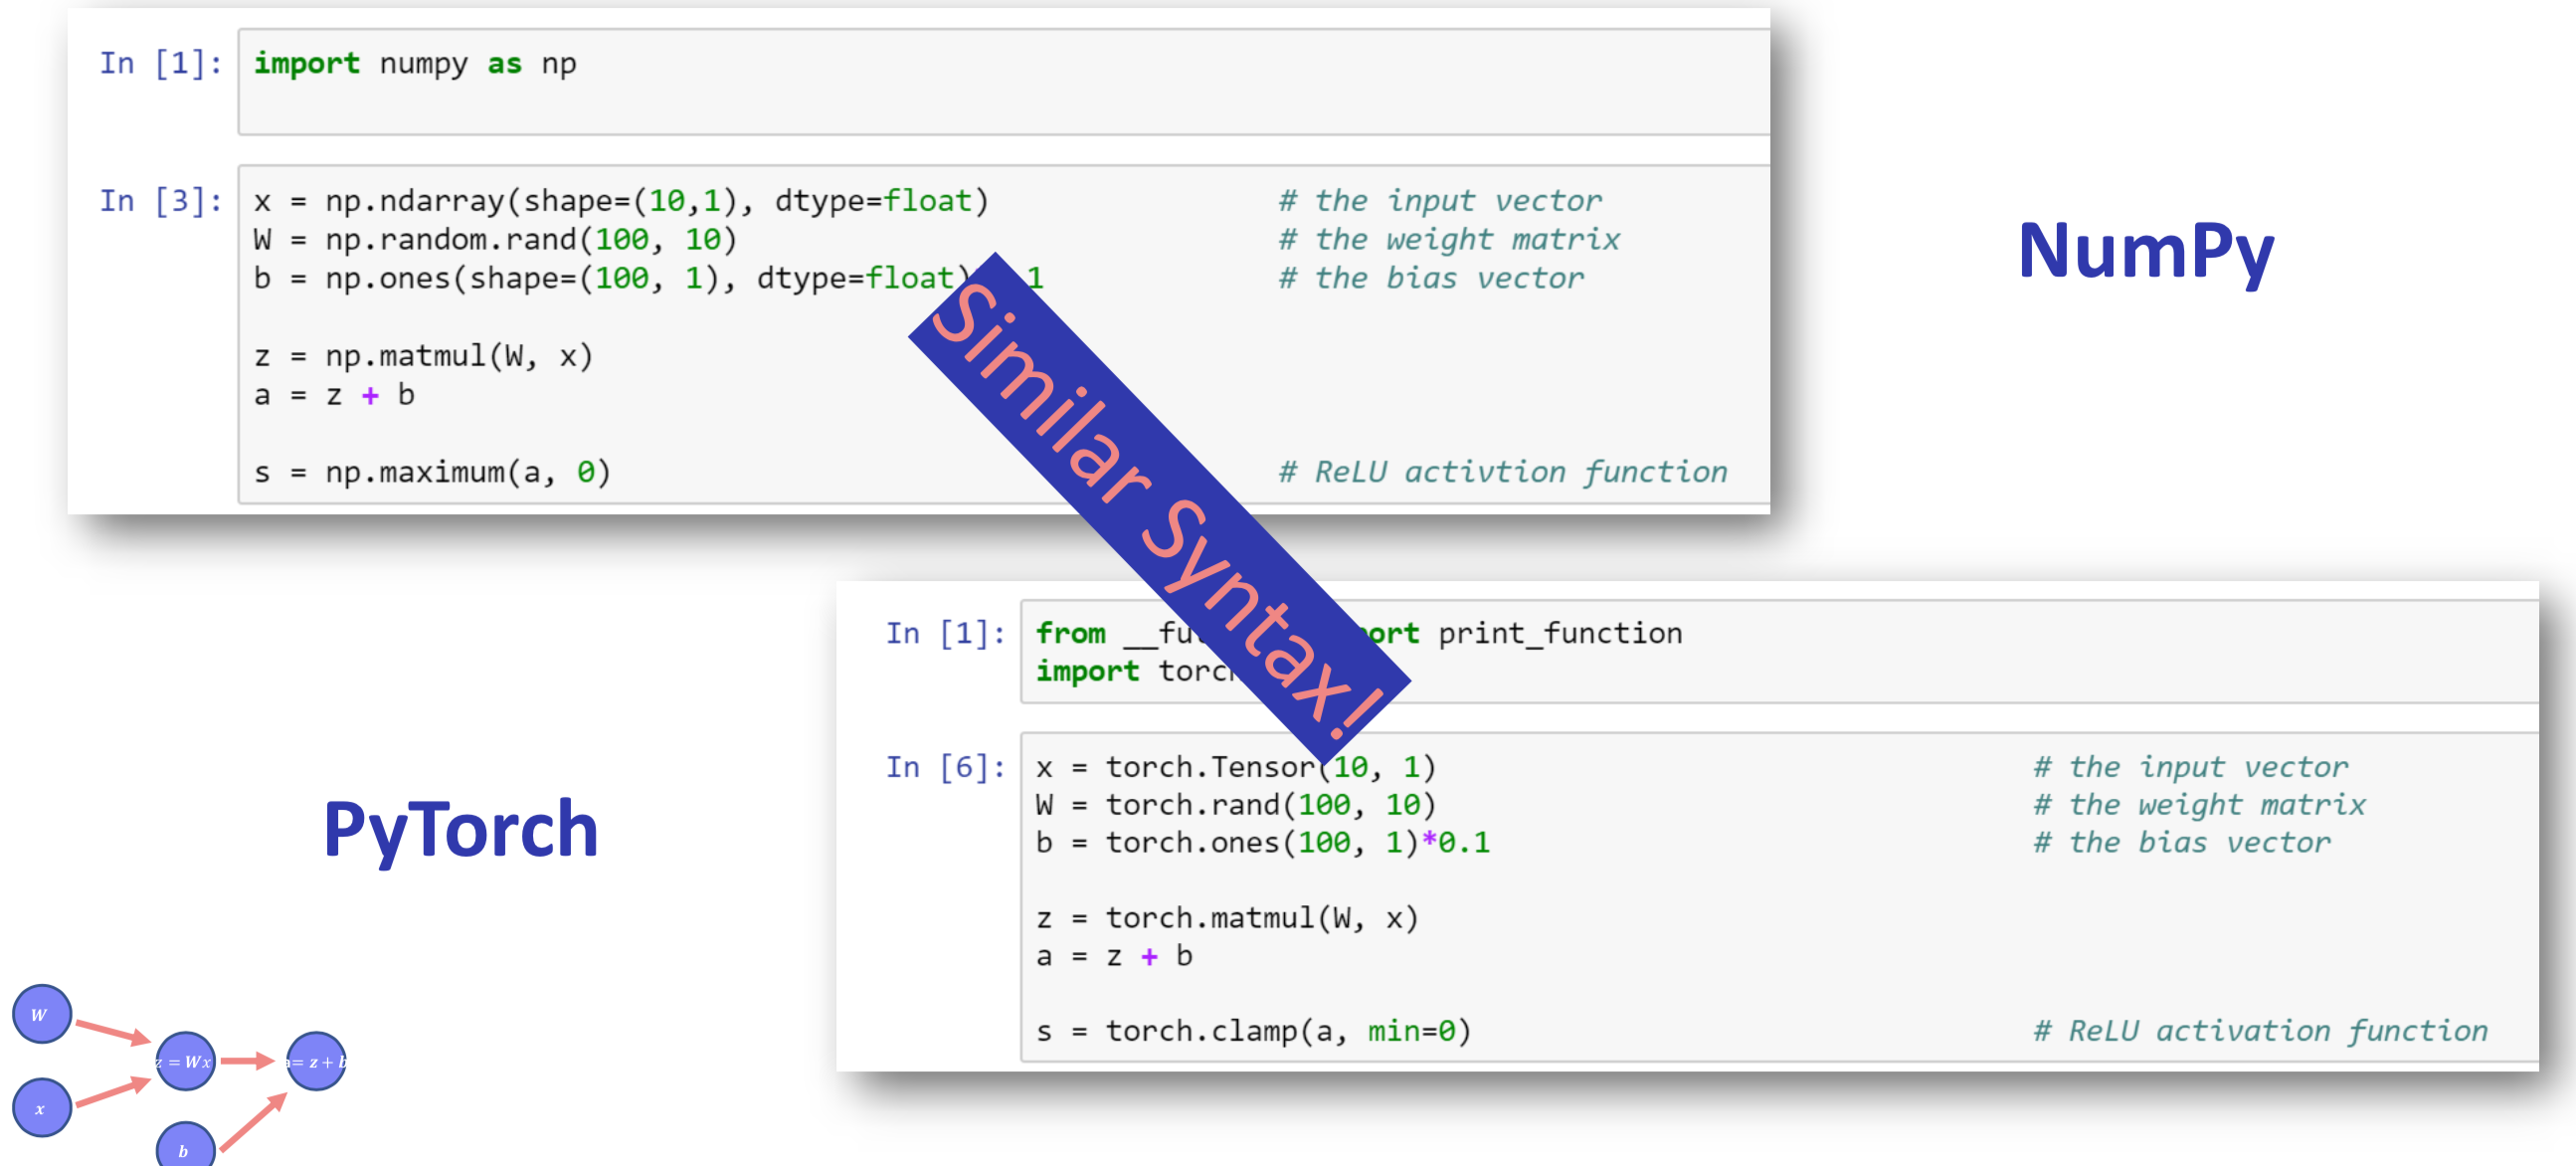 In [1]: import numpy as np
In [3]: x = np.ndarray(shape=(10,1), dtype=float) # the input vector
W = np.random.rand(100, 10) # the weight matrix
b = np.ones(shape=(100, 1), dtype=float) 1 # the bias vector
z = np.matmul(W, x)
a = z + b
s = np.maximum(a, 0) # ReLU activtion function
NumPy
Similar Syntax!
In [1]: from __fu ort print_function
import torc
In [6]: x = torch.Tensor(10, 1) # the input vector
W = torch.rand(100, 10) # the weight matrix
b = torch.ones(100, 1)*0.1 # the bias vector
z = torch.matmul(W, x)
a = z + b
s = torch.clamp(a, min=0) # ReLU activation function
PyTorch
W
z = Wx
a= z + b
x
b